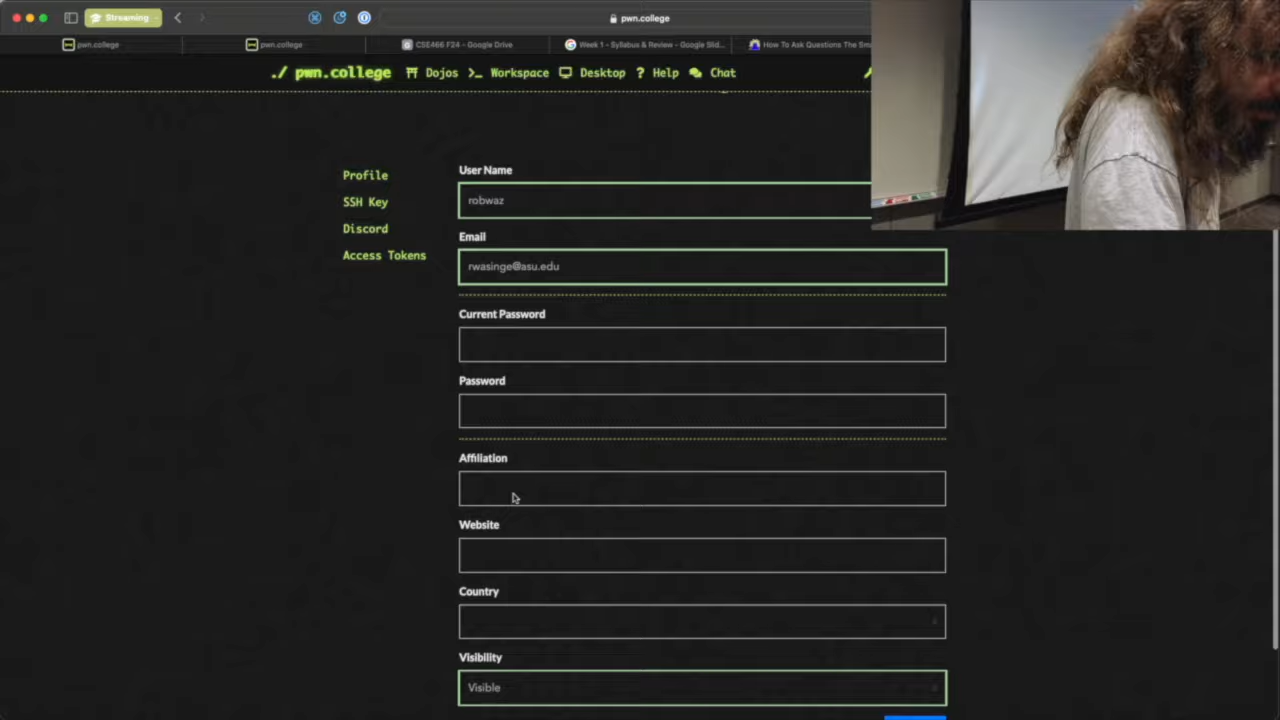 Streaming
pwn.college
pwn.college
pwn.college
CSE466 F24 - Google Drive
Week 1 - Syllabus & Review - Google Slid...
How To Ask Questions The Sma
./ pwn.college
Dojos
Workspace
Desktop
? Help
Chat
Profile
SSH Key
Discord
Access Tokens
User Name
robwaz
Email
rwasinge@asu.edu
Current Password
Password
Affiliation
Website
Country
Visibility
Visible